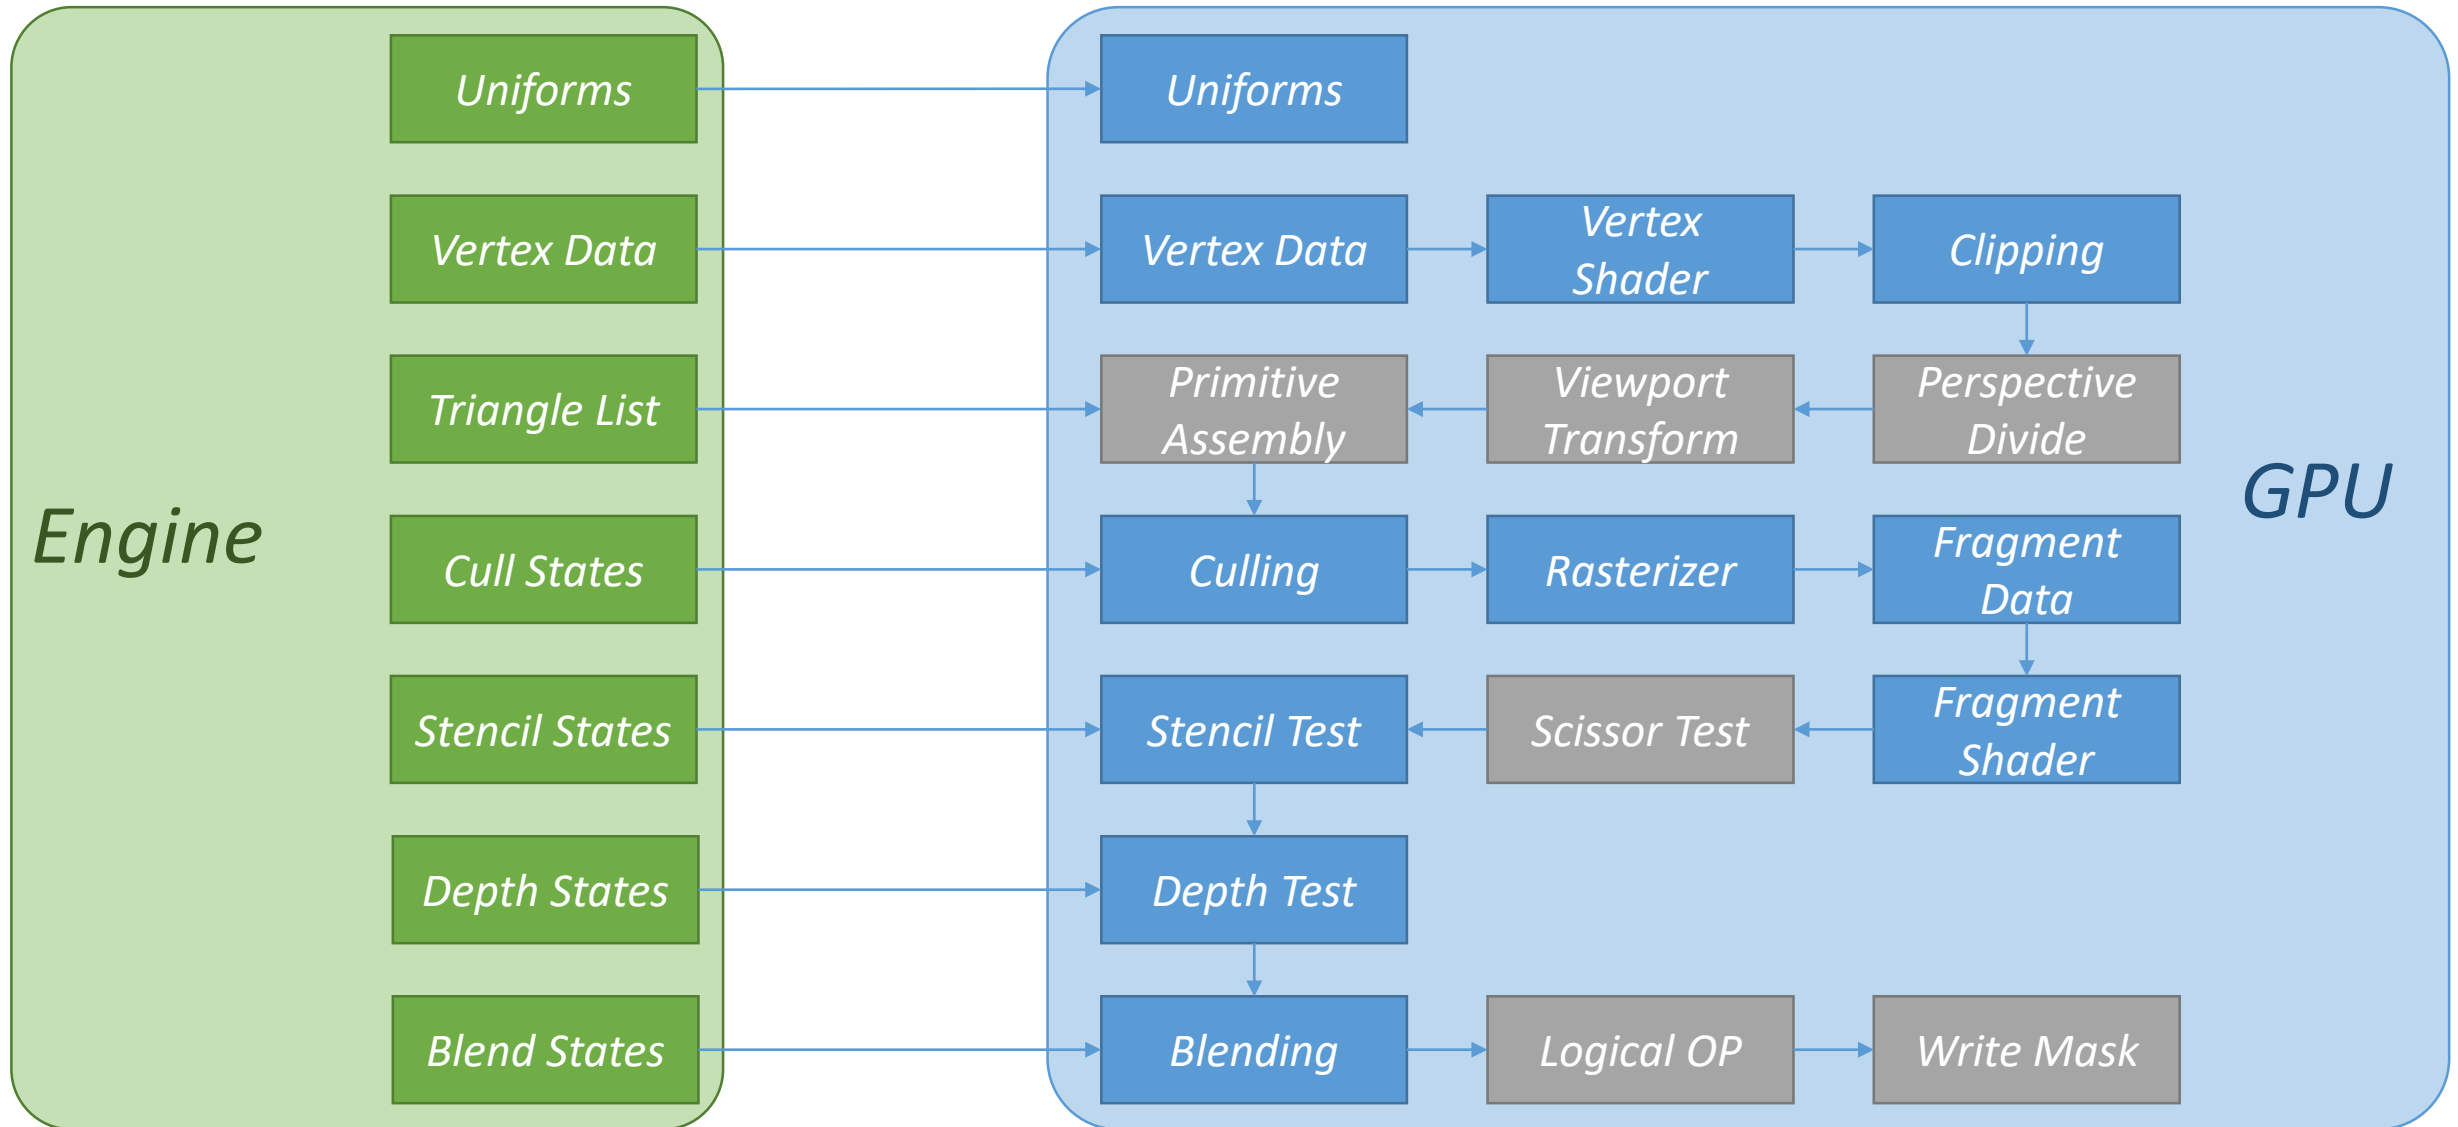 Engine
Uniforms
Vertex Data
Triangle List
Cull States
Stencil States
Depth States
Blend States
GPU
Uniforms
Vertex Data
Vertex
Shader
Clipping
Primitive
Assembly
Viewport
Transform
Perspective
Divide
Culling
Rasterizer
Fragment
Data
Stencil Test
Scissor Test
Fragment
Shader
Depth Test
Blending
Logical OP
Write Mask